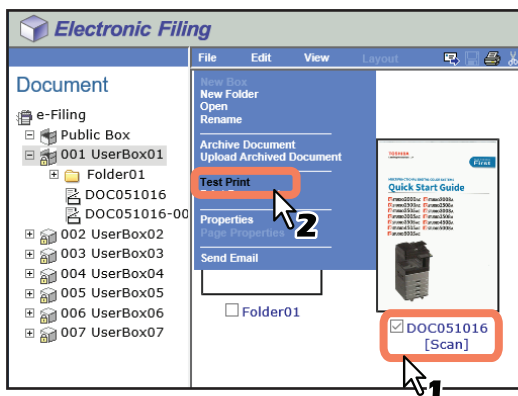 Electronic Filing
File Edit View Layout
Document
e-Filing
Public Box
001 UserBox01
Folder01
DOC051016
DOC051016-00
002 UserBox02
003 UserBox03
004 UserBox04
005 UserBox05
006 UserBox06
007 UserBox07
New Box
New Folder
Open
Rename
Archive Document
Upload Archived Document
Test Print
Properties
Page Properties
Send Email
2
Folder01
TOSHIBA
Quick Start Guide
DOC051016
[Scan]
1